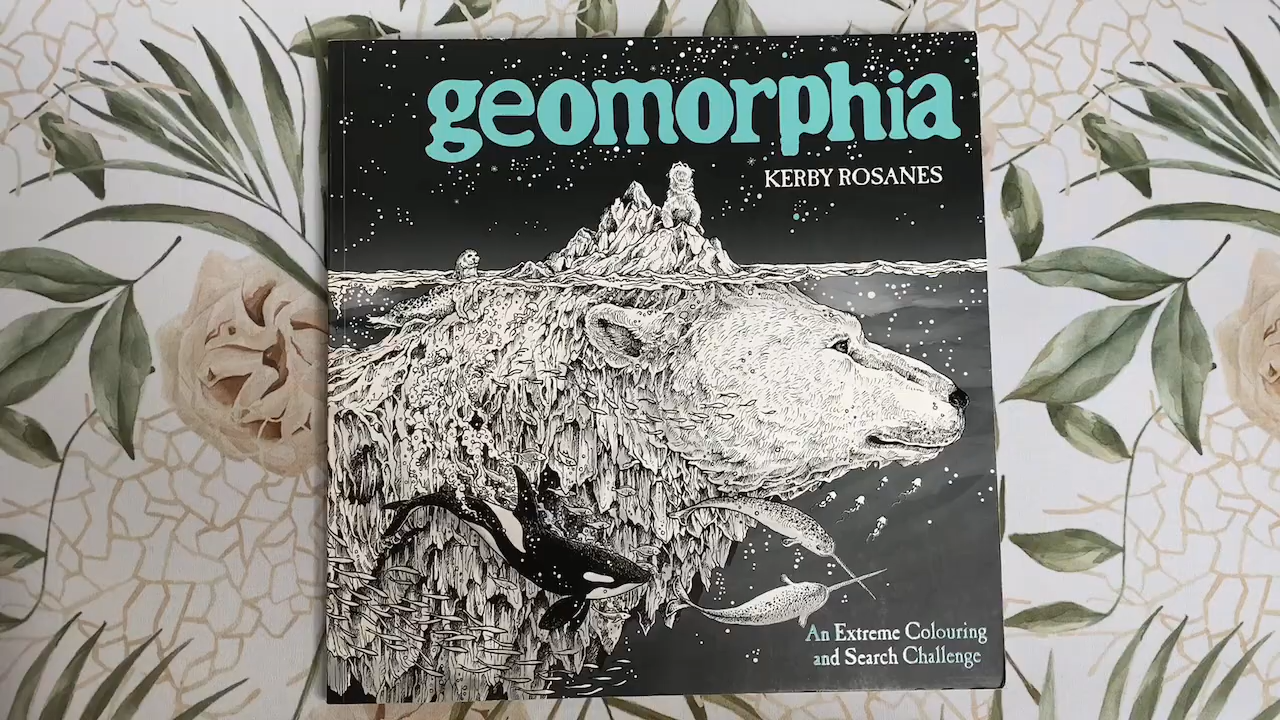 geomorphia
KERBY ROSANES
An Extreme Colouring
and Search Challenge